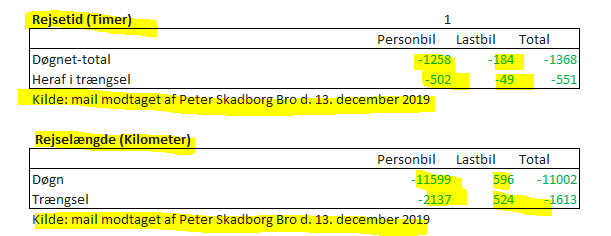 Rejsetid (Timer) 1
Personbil Lastbil Total
Døgnet-total -1258 -184 -1368
Heraf i trængsel -502 -49 -551
Kilde: mail modtaget af Peter Skadborg Bro d. 13. december 2019
Rejselængde (Kilometer)
Personbil Lastbil Total
Døgn -11599 596 -11002
Trængsel -2137 524 -1613
Kilde: mail modtaget af Peter Skadborg Bro d. 13. december 2019